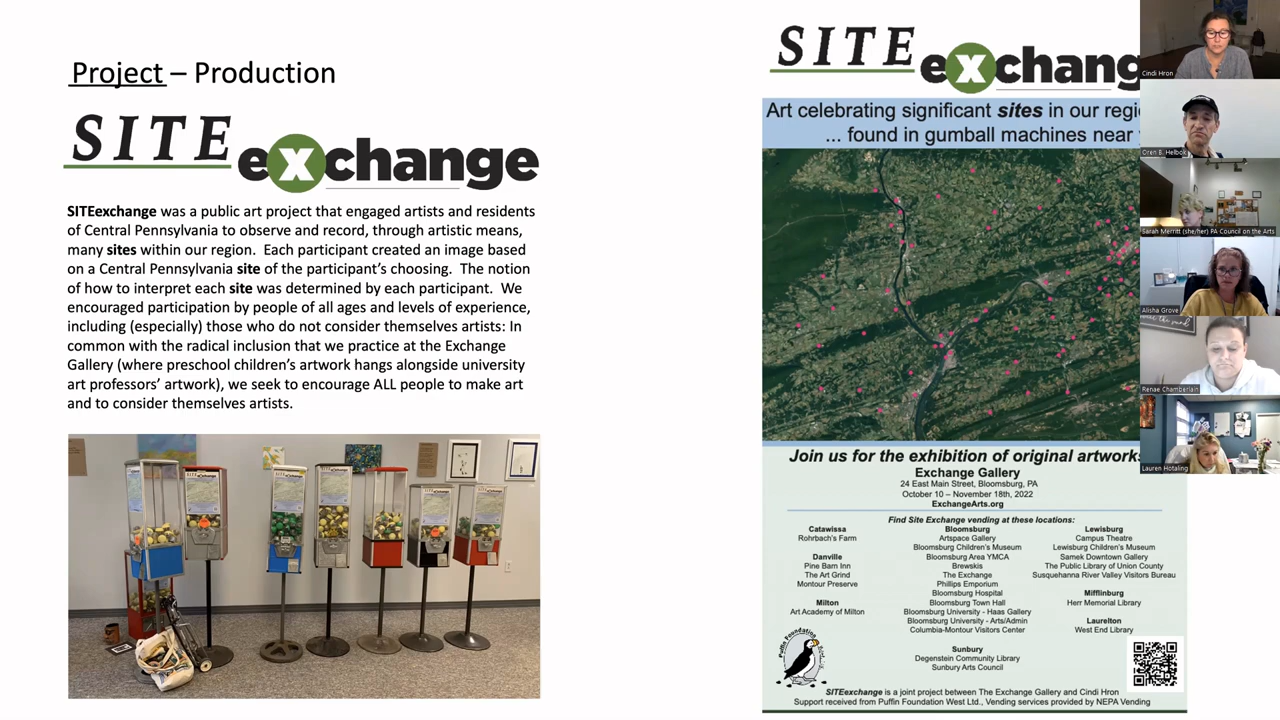 Project – Production
SITE
exchange
SITEexchange was a public art project that engaged artists and residents
of Central Pennsylvania to observe and record, through artistic means,
many sites within our region. Each participant created an image based
on a Central Pennsylvania site of the participant's choosing. The notion
of how to interpret each site was determined by each participant. We
encouraged participation by people of all ages and levels of experience,
including (especially) those who do not consider themselves artists: In
common with the radical inclusion that we practice at the Exchange
Gallery (where preschool children's artwork hangs alongside university
art professors' artwork), we seek to encourage ALL people to make art
and to consider themselves artists.
SITE
exchang
Art celebrating significant sites in our regi
... found in gumball machines near
Join us for the exhibition of original artworks
Exchange Gallery
24 East Main Street, Bloomsburg, PA
October 10 – November 18th, 2022
ExchangeArts.org
Find Site Exchange vending at these locations:
Catawissa
Rohrbach's Farm
Danville
Pine Barn Inn
The Art Grind
Montour Preserve
Milton
Art Academy of Milton
Bloomsburg
Artspace Gallery
Bloomsburg Children's Museum
Bloomsburg Area YMCA
Brewskis
The Exchange
Phillips Emporium
Bloomsburg Hospital
Bloomsburg Town Hall
Bloomsburg University - Haas Gallery
Bloomsburg University - Arts/Admin
Columbia-Montour Visitors Center
Sunbury
Degenstein Community Library
Sunbury Arts Council
Lewisburg
Campus Theatre
Lewisburg Children's Museum
Samek Downtown Gallery
The Public Library of Union County
Susquehanna River Valley Visitors Bureau
Mifflinburg
Herr Memorial Library
Laurelton
West End Library
Puffin Foundation
SITEexchange is a joint project between The Exchange Gallery and Cindi Hron
Support received from Puffin Foundation West Ltd., Vending services provided by NEPA Vending
Cindi Hron
Oren B. Helbok
Sarah Merritt (she/her) PA Council on the Arts
Alisha Grove
Renae Chamberlain
Lauren Hotaling